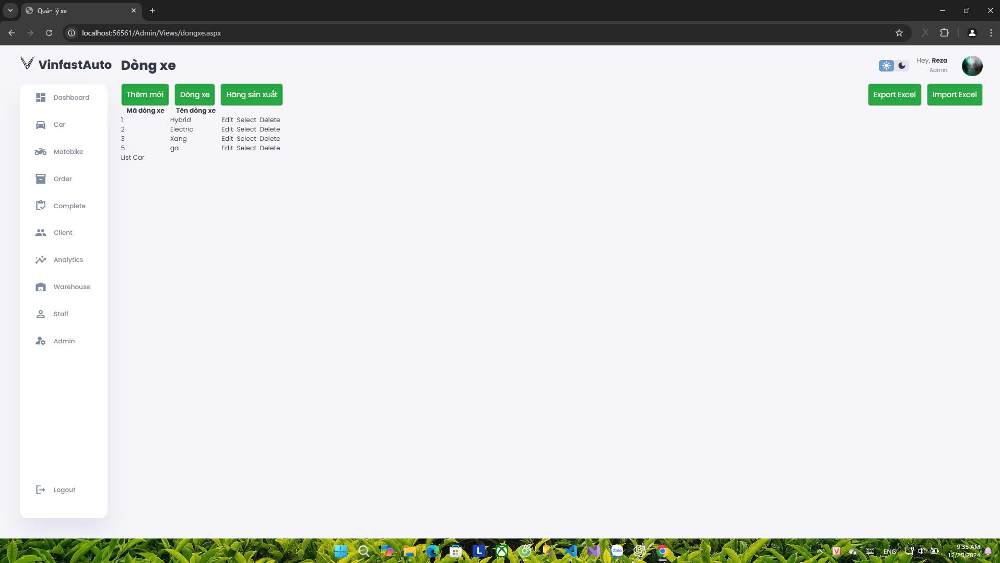 Quản lý xe
localhost:56561/Admin/Views/dongxe.aspx
VinfastAuto
Dòng xe
Hey, Reza
Admin
Dashboard
Car
Motobike
Order
Complete
Client
Analytics
Warehouse
Staff
Admin
Logout
Thêm mới Dòng xe Hãng sản xuất
Export Excel Import Excel
Mã dòng xe Tên dòng xe
1 Hybrid Edit Select Delete
2 Electric Edit Select Delete
3 Xang Edit Select Delete
5 ga Edit Select Delete
List Car
L
Zalo
V
ENG
9:35 AM
12/25/2024